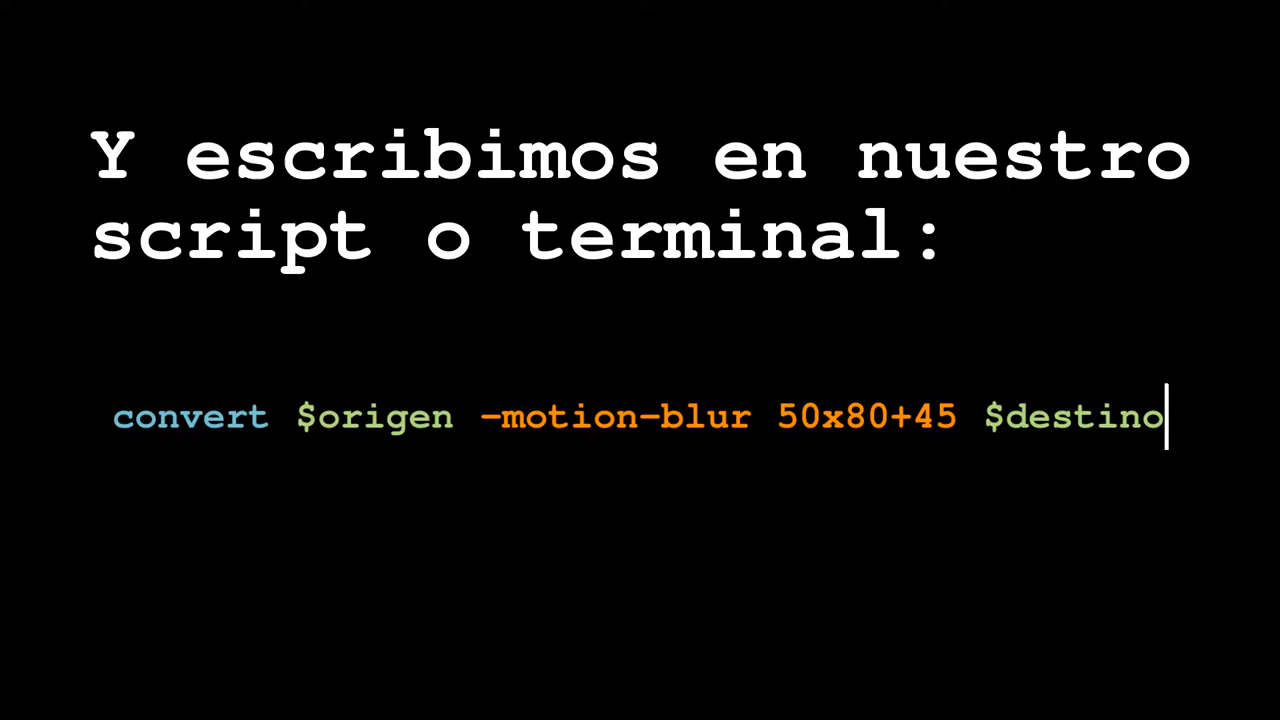 Y escribimos en nuestro
script o terminal:
convert $origen -motion-blur 50x80+45 $destino